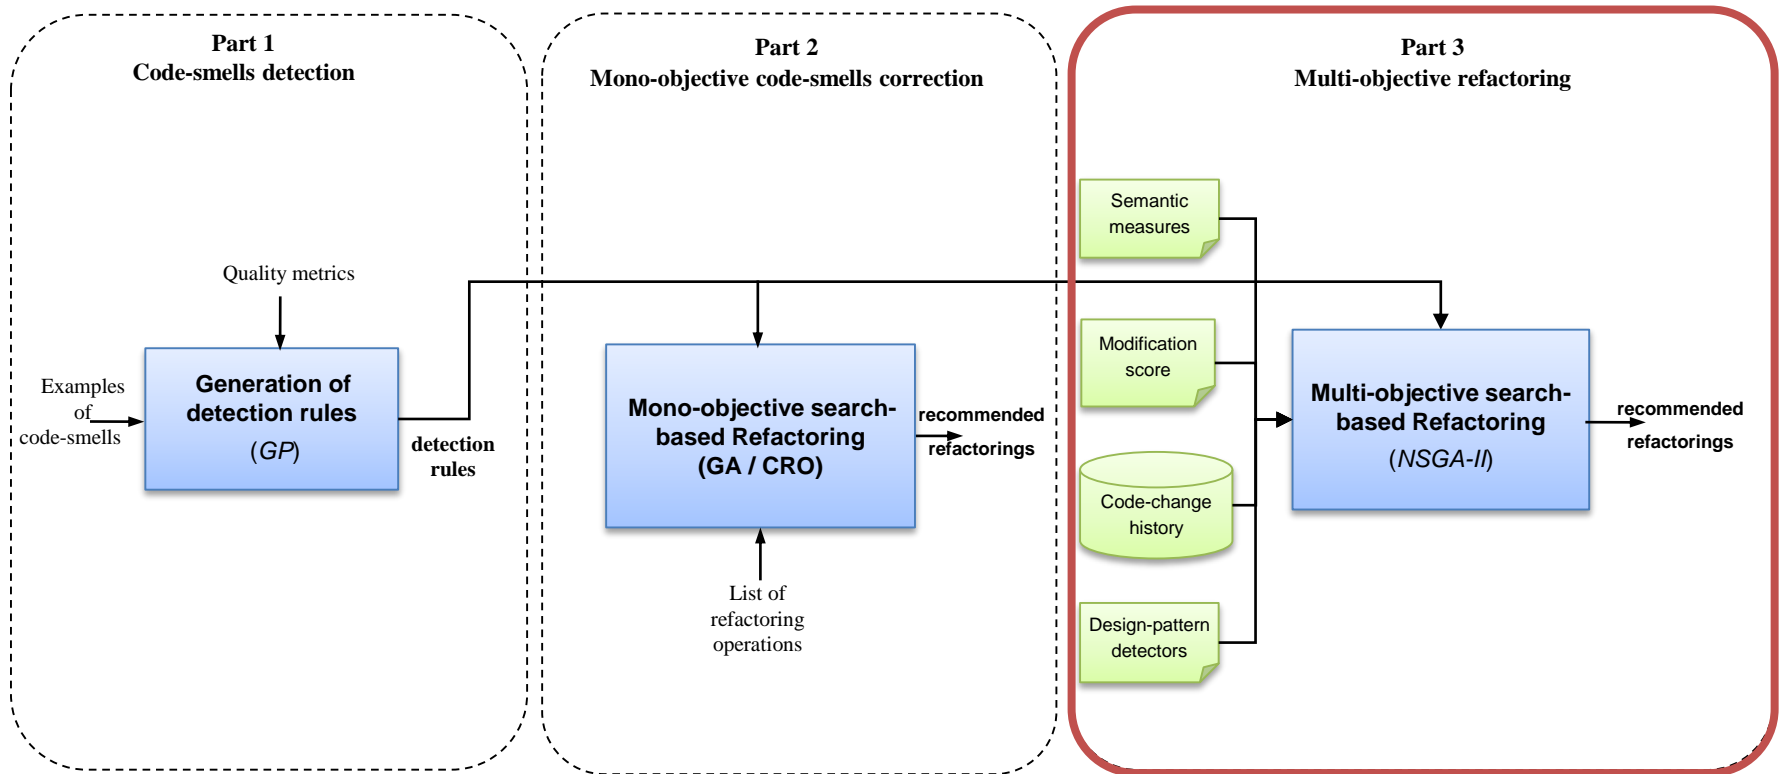 Part 1
Code-smells detection
Quality metrics
Examples
of
code-smells
Generation of
detection rules
(GP)
detection
rules
Part 2
Mono-objective code-smells correction
Mono-objective search-
based Refactoring
(GA / CRO)
recommended
refactorings
List of
refactoring
operations
Part 3
Multi-objective refactoring
Semantic
measures
Modification
score
Code-change
history
Design-pattern
detectors
Multi-objective search-
based Refactoring
(NSGA-II)
recommended
refactorings